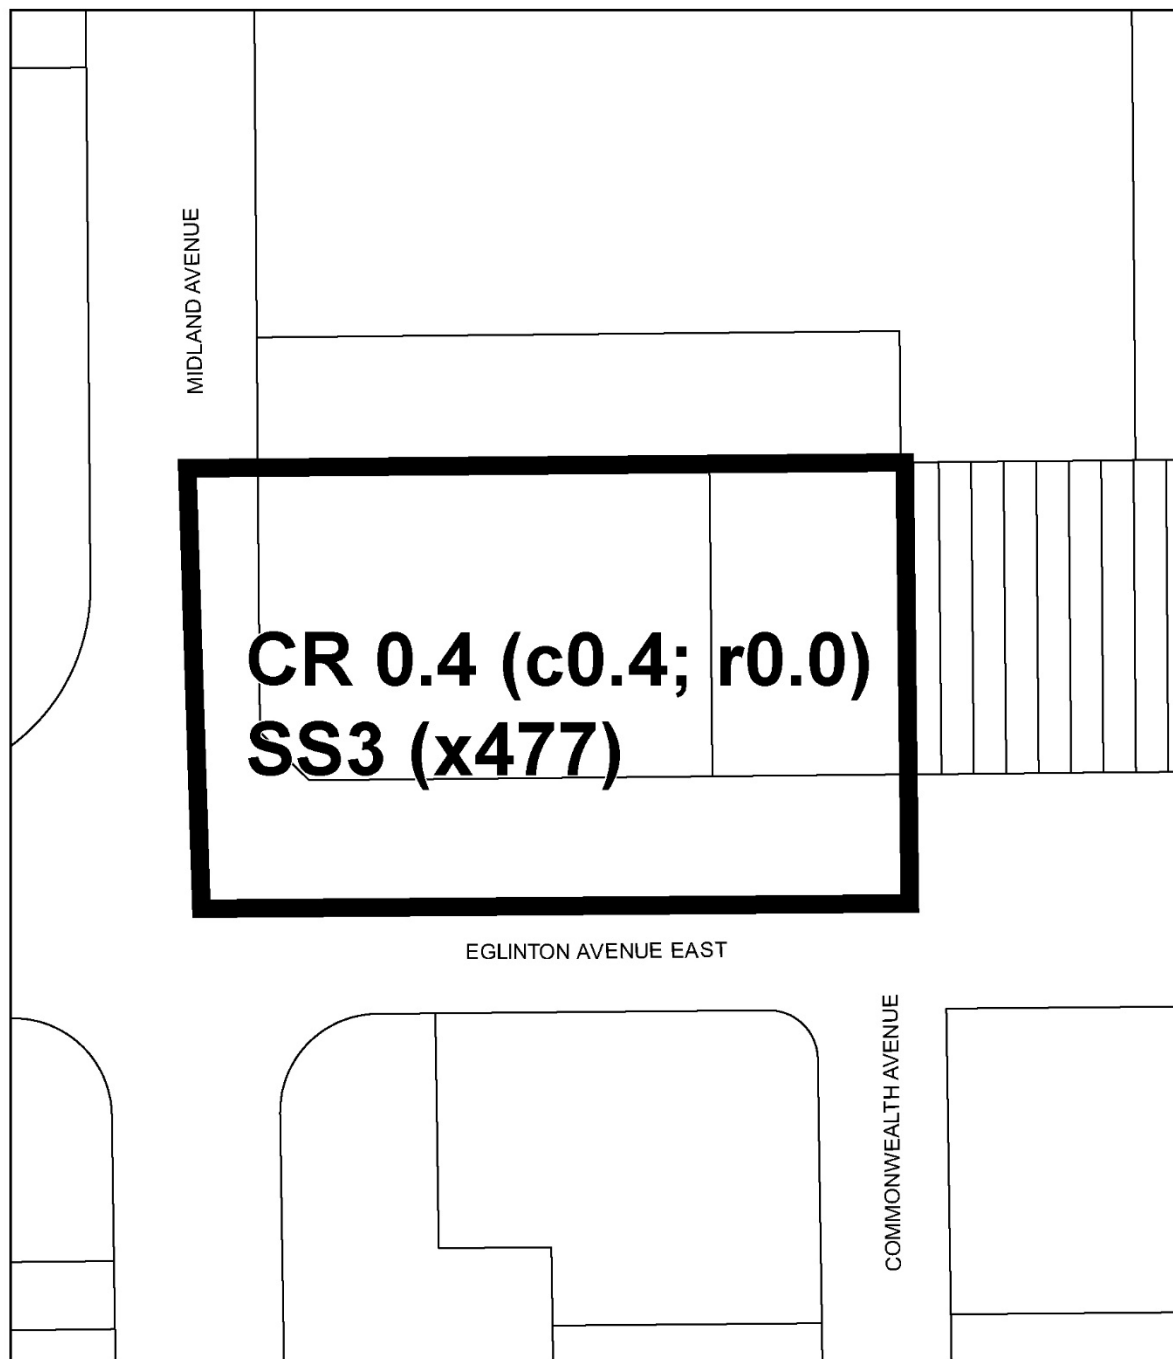 MIDLAND AVENUE
CR 0.4 (c0.4; r0.0)
SS3 (x477)
EGLINTON AVENUE EAST
COMMONWEALTH AVENUE